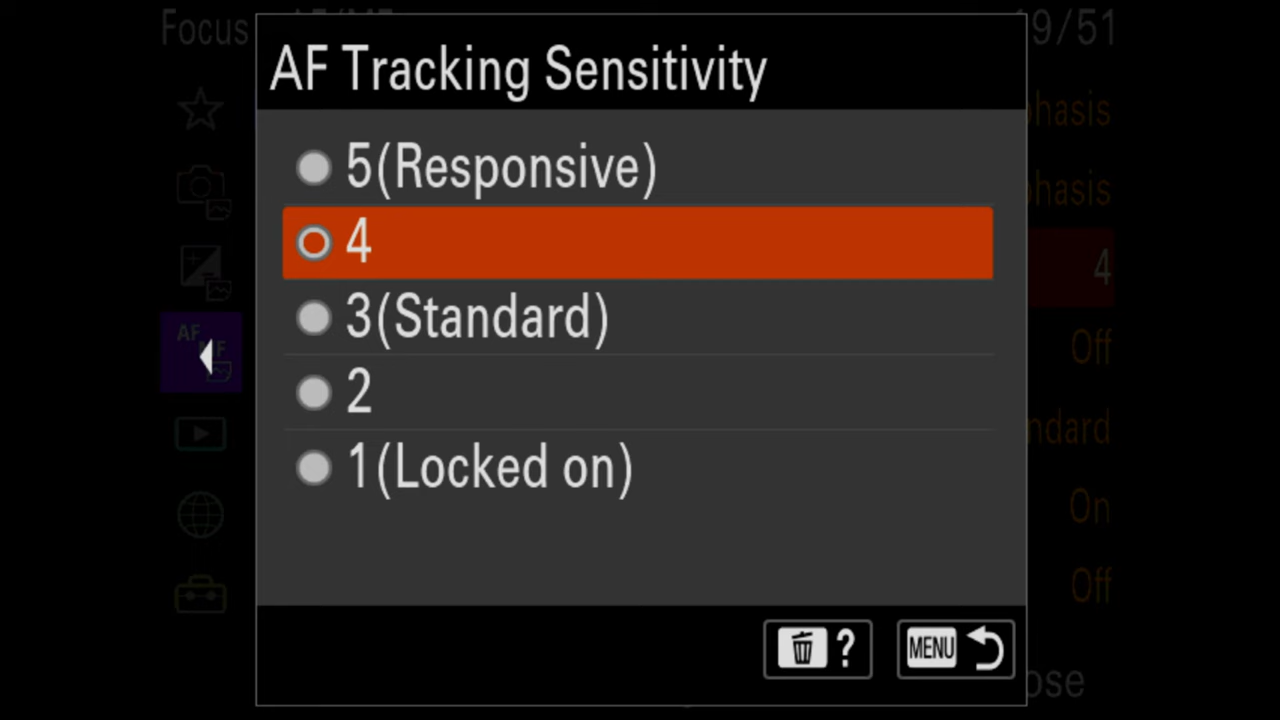 Focus
9/51
AF Tracking Sensitivity
5(Responsive)
4
3(Standard)
2
1(Locked on)
4
Off
On
Off
AF
?
MENU